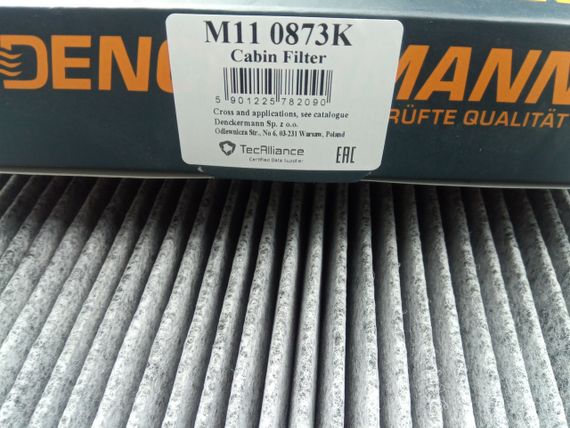 M11 0873K
Cabin Filter
DENC MANN
RÜFTE QUALITÄT
5 901225 782090
Cross and applications, see catalogue
Denckermann Sp. z o.o.
Odlewnicza Str., No 6, 03-231 Warsaw, Poland
TecAlliance
Certified Data Supplier
EAC